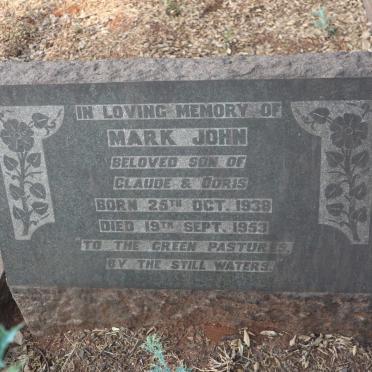 IN LOVING MEMORY OF
MARK JOHN
BELOVED SON OF
CLAUDE & DORIS
BORN 25TH OCT. 1938
DIED 19TH SEPT. 1953
TO THE GREEN PASTURES,
BY THE STILL WATERS.